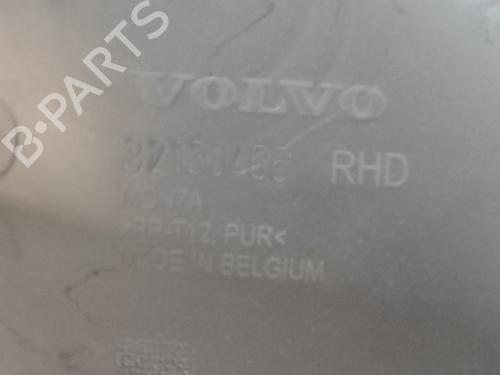 B-PARTS
VOLVO
RHD
>PP-T12, PUR<
MADE IN BELGIUM